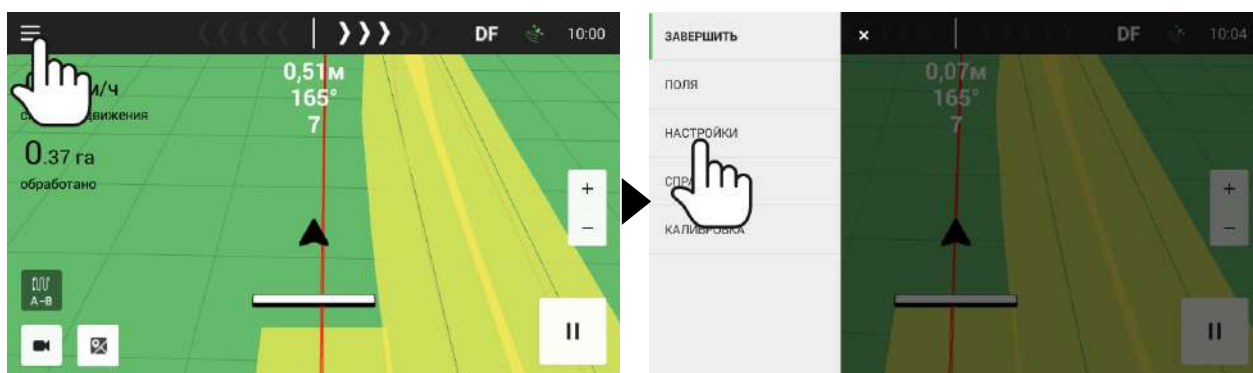 DF
10:00
0,51м
165°
7
0.37 га
обработано
+
−
A-B
ЗАВЕРШИТЬ
×
DF
10:04
ПОЛЯ
0,07м
165°
7
НАСТРОЙКИ
КАЛИБРОВКА
+
−